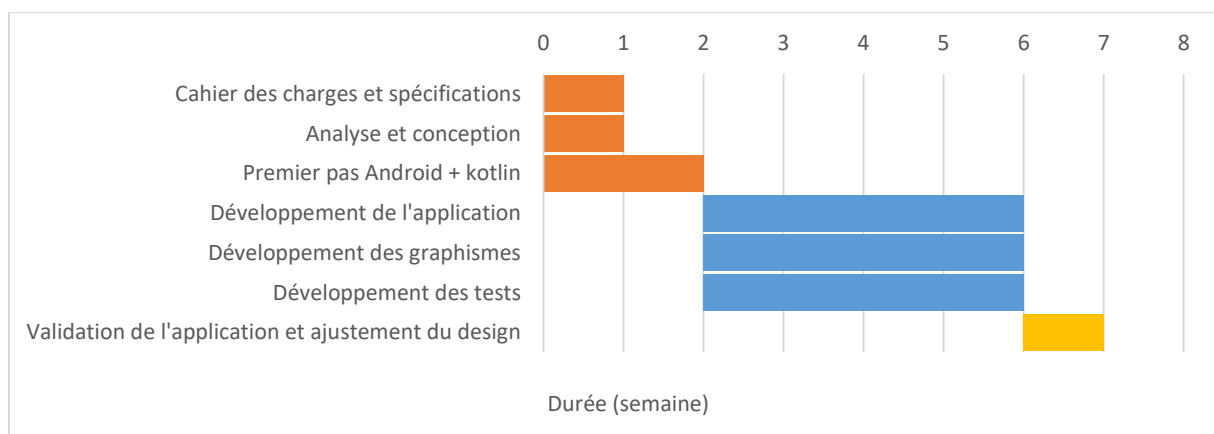 0 1 2 3 4 5 6 7 8
Cahier des charges et spécifications
Analyse et conception
Premier pas Android + kotlin
Développement de l'application
Développement des graphismes
Développement des tests
Validation de l'application et ajustement du design
Durée (semaine)